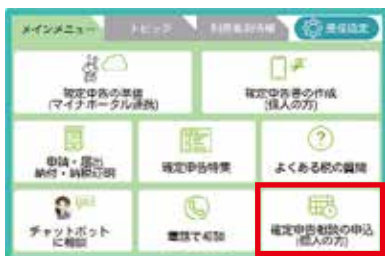 メインメニュー
トピック
確定申告の準備
(マイナポータル連携)
確定申告書の作成
(個人の方)
申請・届出
納付・納税証明
確定申告特集
よくある税の質問
チャットボット
に相談
電話で相談
確定申告相談の申込
(個人の方)